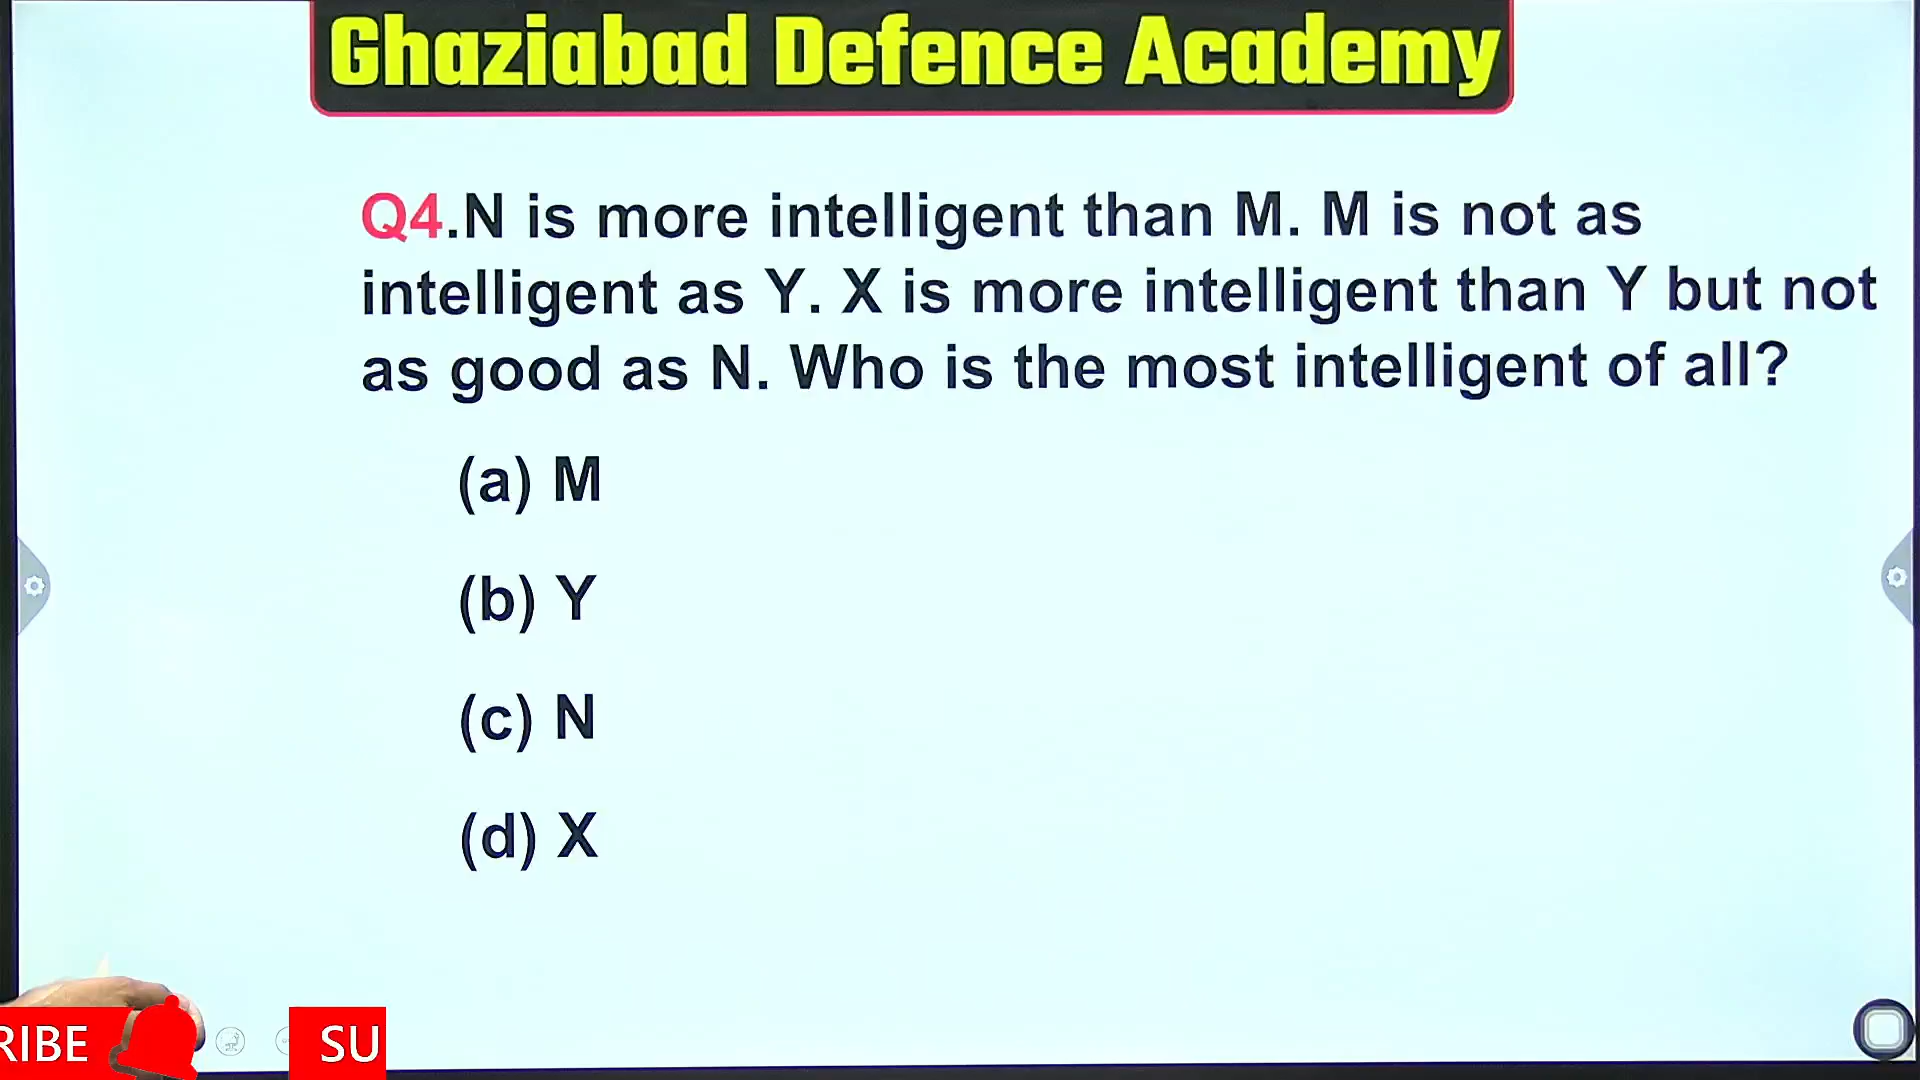 Ghaziabad Defence Academy
Q4.N is more intelligent than M. M is not as
intelligent as Y. X is more intelligent than Y but not
as good as N. Who is the most intelligent of all?
(a) M
(b) Y
(c) N
(d) X
RIBE
SU